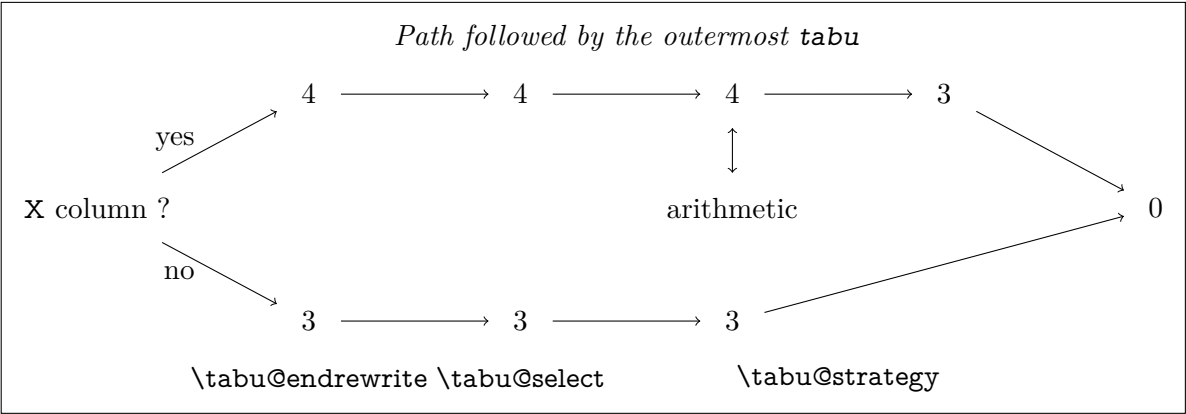 Path followed by the outermost tabu
4 4 4 3
yes
X column ? arithmetic 0
no
3 3 3
\tabu@endrewrite \tabu@select \tabu@strategy